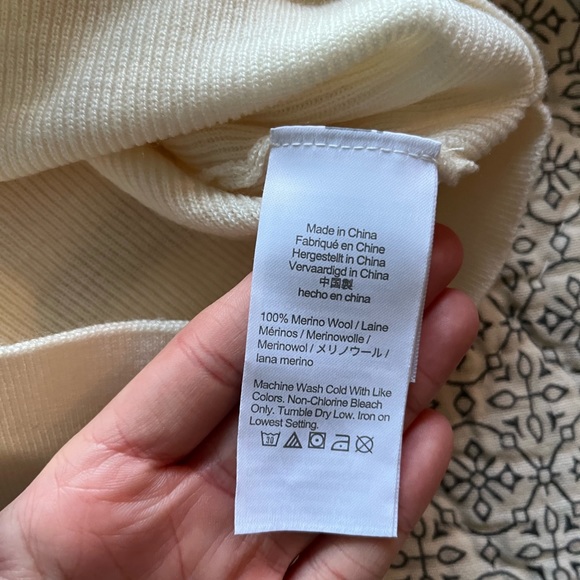 Made in China
Fabriqué en Chine
Hergestellt in China
Vervaardigd in China
中国製
hecho en china
100% Merino Wool / Laine
Mérinos / Merinowolle /
Merinowol / メリノウール /
lana merino
Machine Wash Cold With Like
Colors. Non-Chlorine Bleach
Only. Tumble Dry Low. Iron on
Lowest Setting.
30